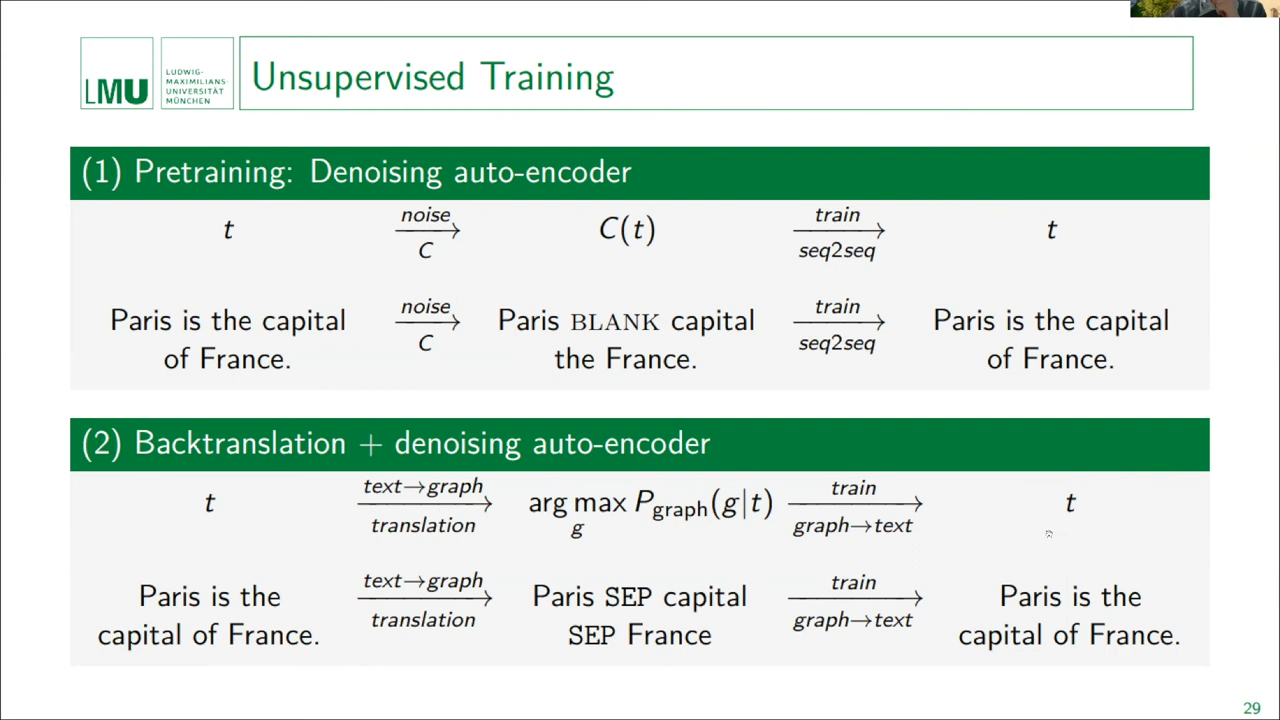 LMU
LUDWIG-
MAXIMILIANS-
UNIVERSITÄT
MÜNCHEN
Unsupervised Training
(1) Pretraining: Denoising auto-encoder
t noise C C(t) train seq2seq t
Paris is the capital noise Paris BLANK capital train Paris is the capital
of France. C the France. seq2seq of France.
(2) Backtranslation + denoising auto-encoder
t text→graph translation arg max P_graph(g|t) g train graph→text t
Paris is the text→graph Paris SEP capital train Paris is the
capital of France. translation SEP France graph→text capital of France.
29